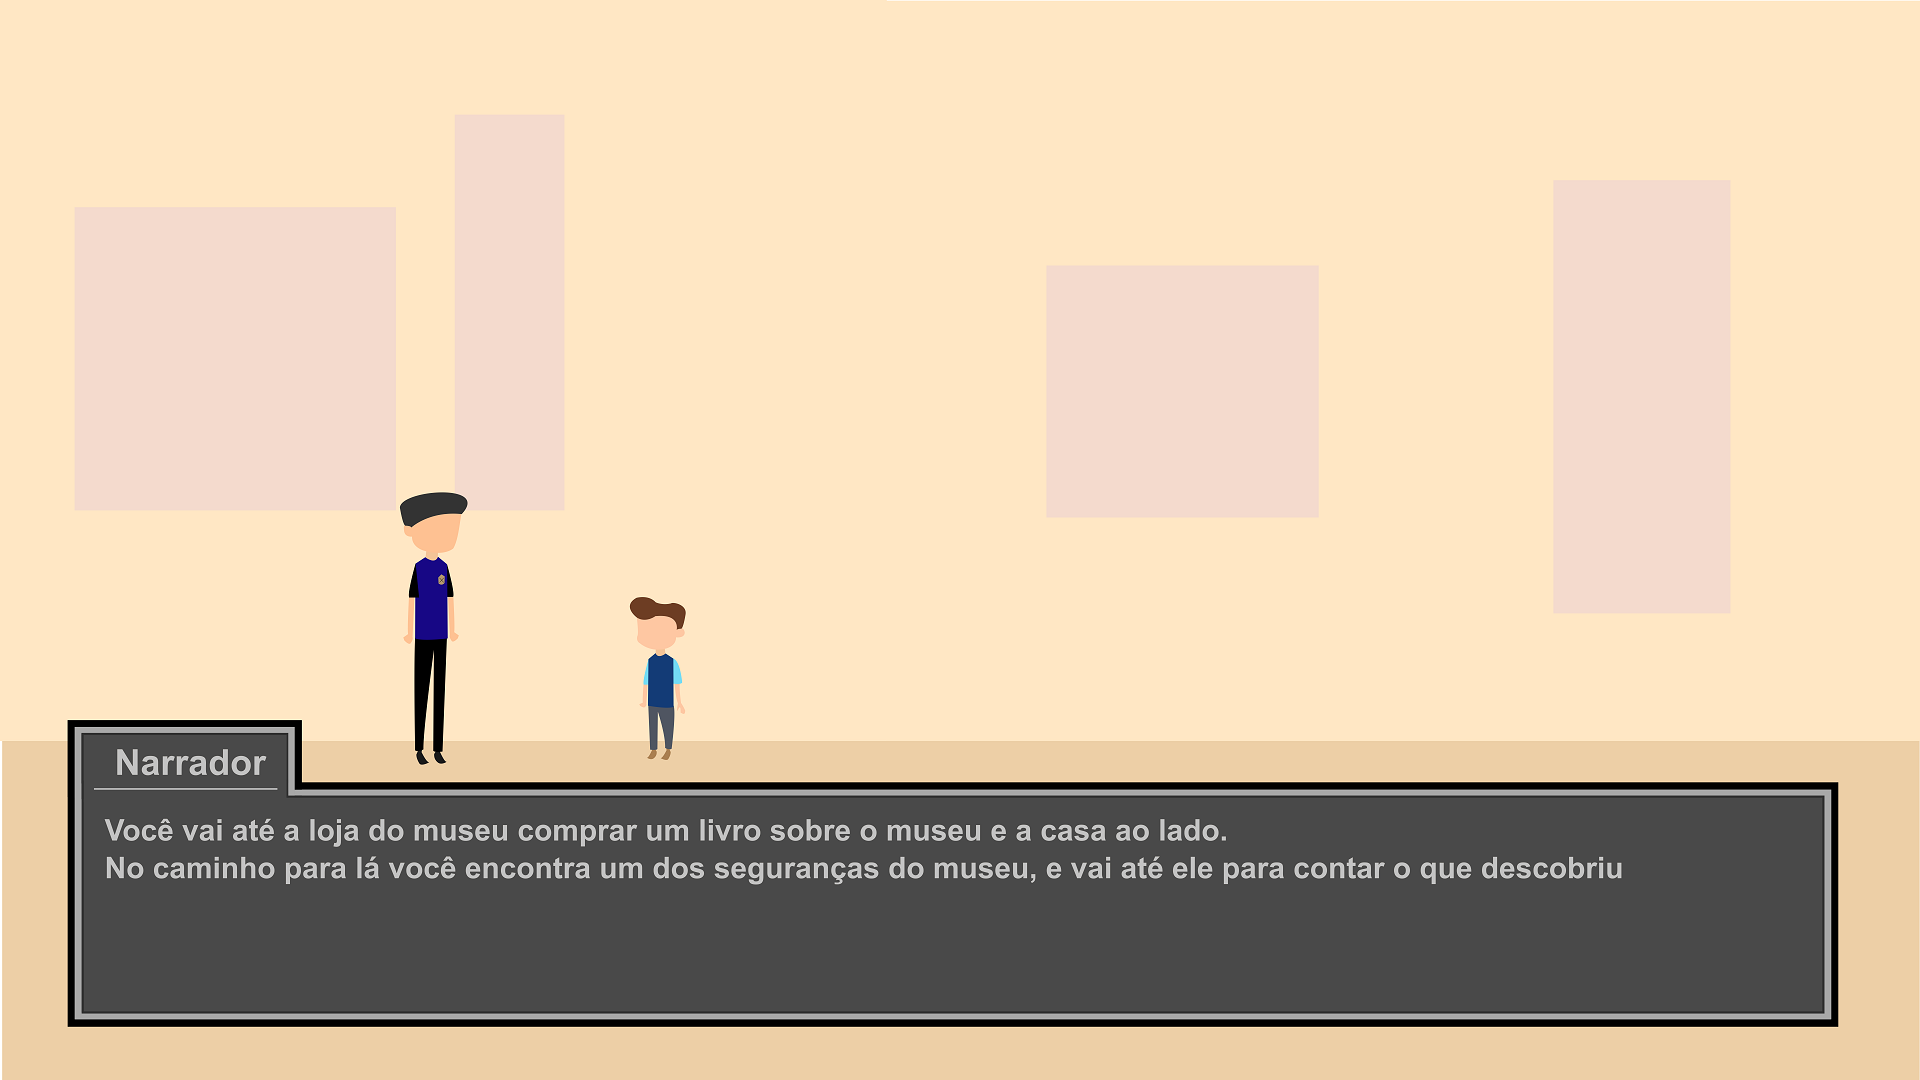 Narrador
Você vai até a loja do museu comprar um livro sobre o museu e a casa ao lado.
No caminho para lá você encontra um dos seguranças do museu, e vai até ele para contar o que descobriu